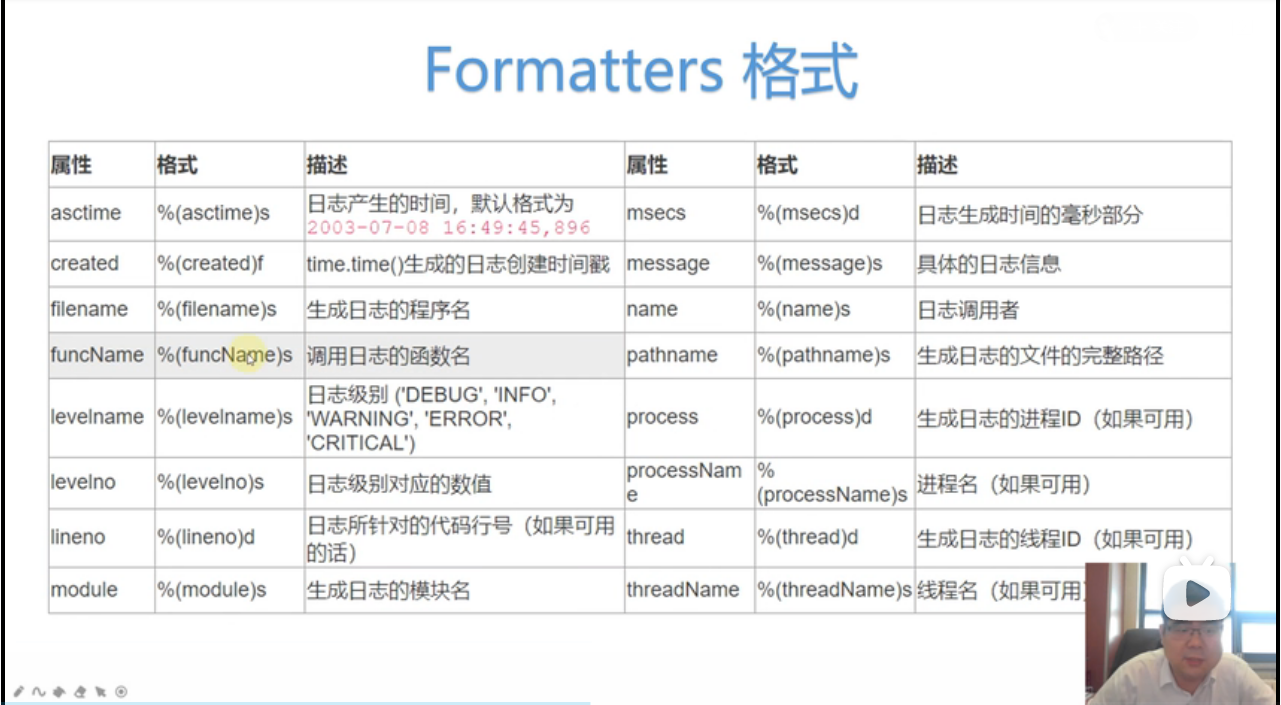 Formatters 格式
属性 格式 描述 属性 格式 描述
asctime %(asctime)s 日志产生的时间，默认格式为 msecs %(msecs)d 日志生成时间的毫秒部分
2003-07-08 16:49:45,896
created %(created)f time.time()生成的日志创建时间戳 message %(message)s 具体的日志信息
filename %(filename)s 生成日志的程序名 name %(name)s 日志调用者
funcName %(funcName)s 调用日志的函数名 pathname %(pathname)s 生成日志的文件的完整路径
levelname %(levelname)s 日志级别 ('DEBUG', 'INFO',
'WARNING', 'ERROR', process %(process)d 生成日志的进程ID（如果可用）
'CRITICAL')
levelno %(levelno)s 日志级别对应的数值 processNam % 进程名（如果可用）
e (processName)s
lineno %(lineno)d 日志所针对的代码行号（如果可用 thread %(thread)d 生成日志的线程ID（如果可用）
的话）
module %(module)s 生成日志的模块名 threadName %(threadName)s 线程名（如果可用